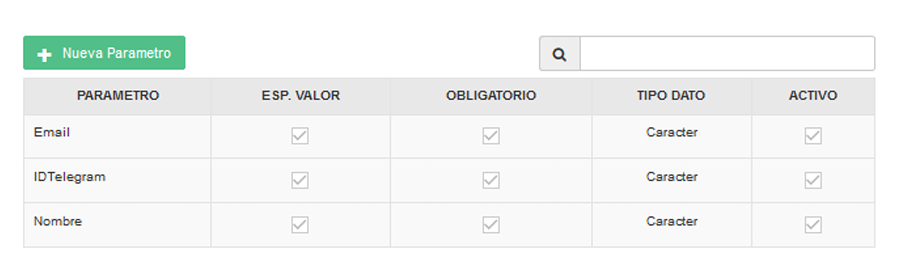 Nueva Parametro
PARAMETRO ESP. VALOR OBLIGATORIO TIPO DATO ACTIVO
Email Caracter
IDTelegram Caracter
Nombre Caracter